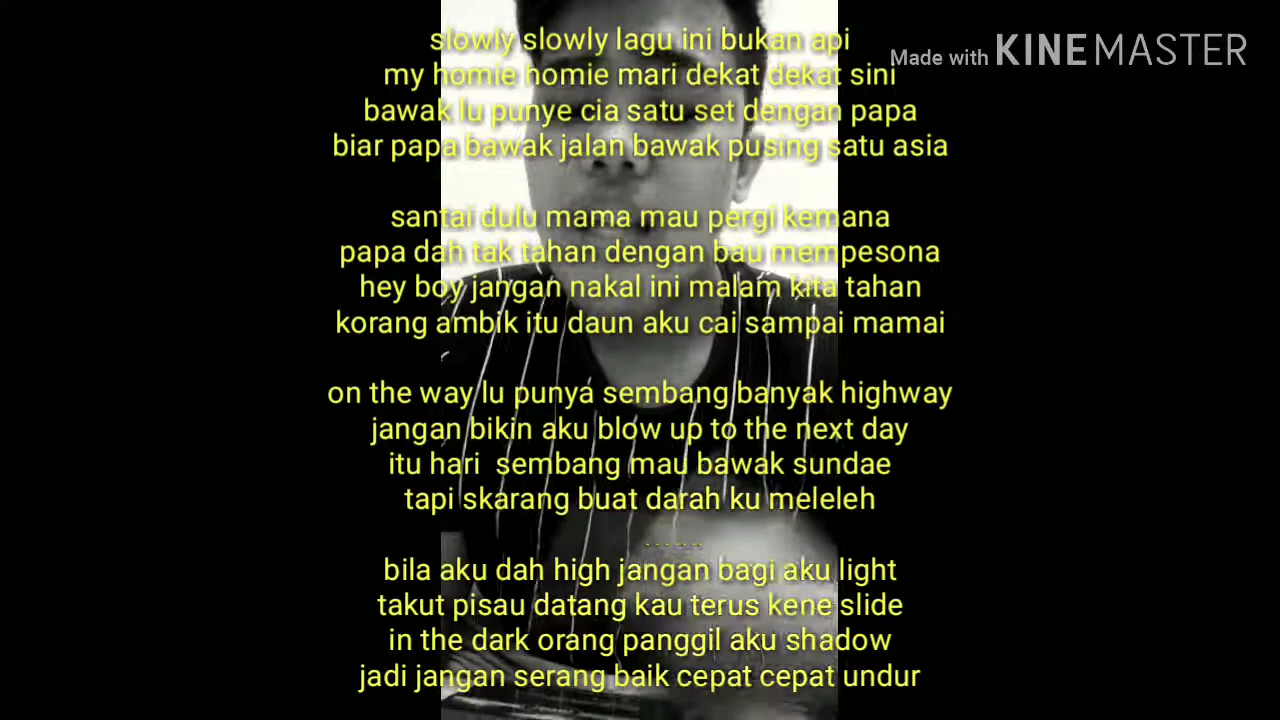 slowly slowly lagu ini bukan api
Made with KINEMASTER
my homie homie mari dekat dekat sini
bawak lu punye cia satu set dengan papa
biar papa bawak jalan bawak pusing satu asia
santai dulu mama mau pergi kemana
papa dah tak tahan dengan bau mempesona
hey boy jangan nakal ini malam kita tahan
korang ambik itu daun aku cai sampai mamai
on the way lu punya sembang banyak highway
jangan bikin aku blow up to the next day
itu hari  sembang mau bawak sundae
tapi skarang buat darah ku meleleh
.....
bila aku dah high jangan bagi aku light
takut pisau datang kau terus kene slide
in the dark orang panggil aku shadow
jadi jangan serang baik cepat cepat undur